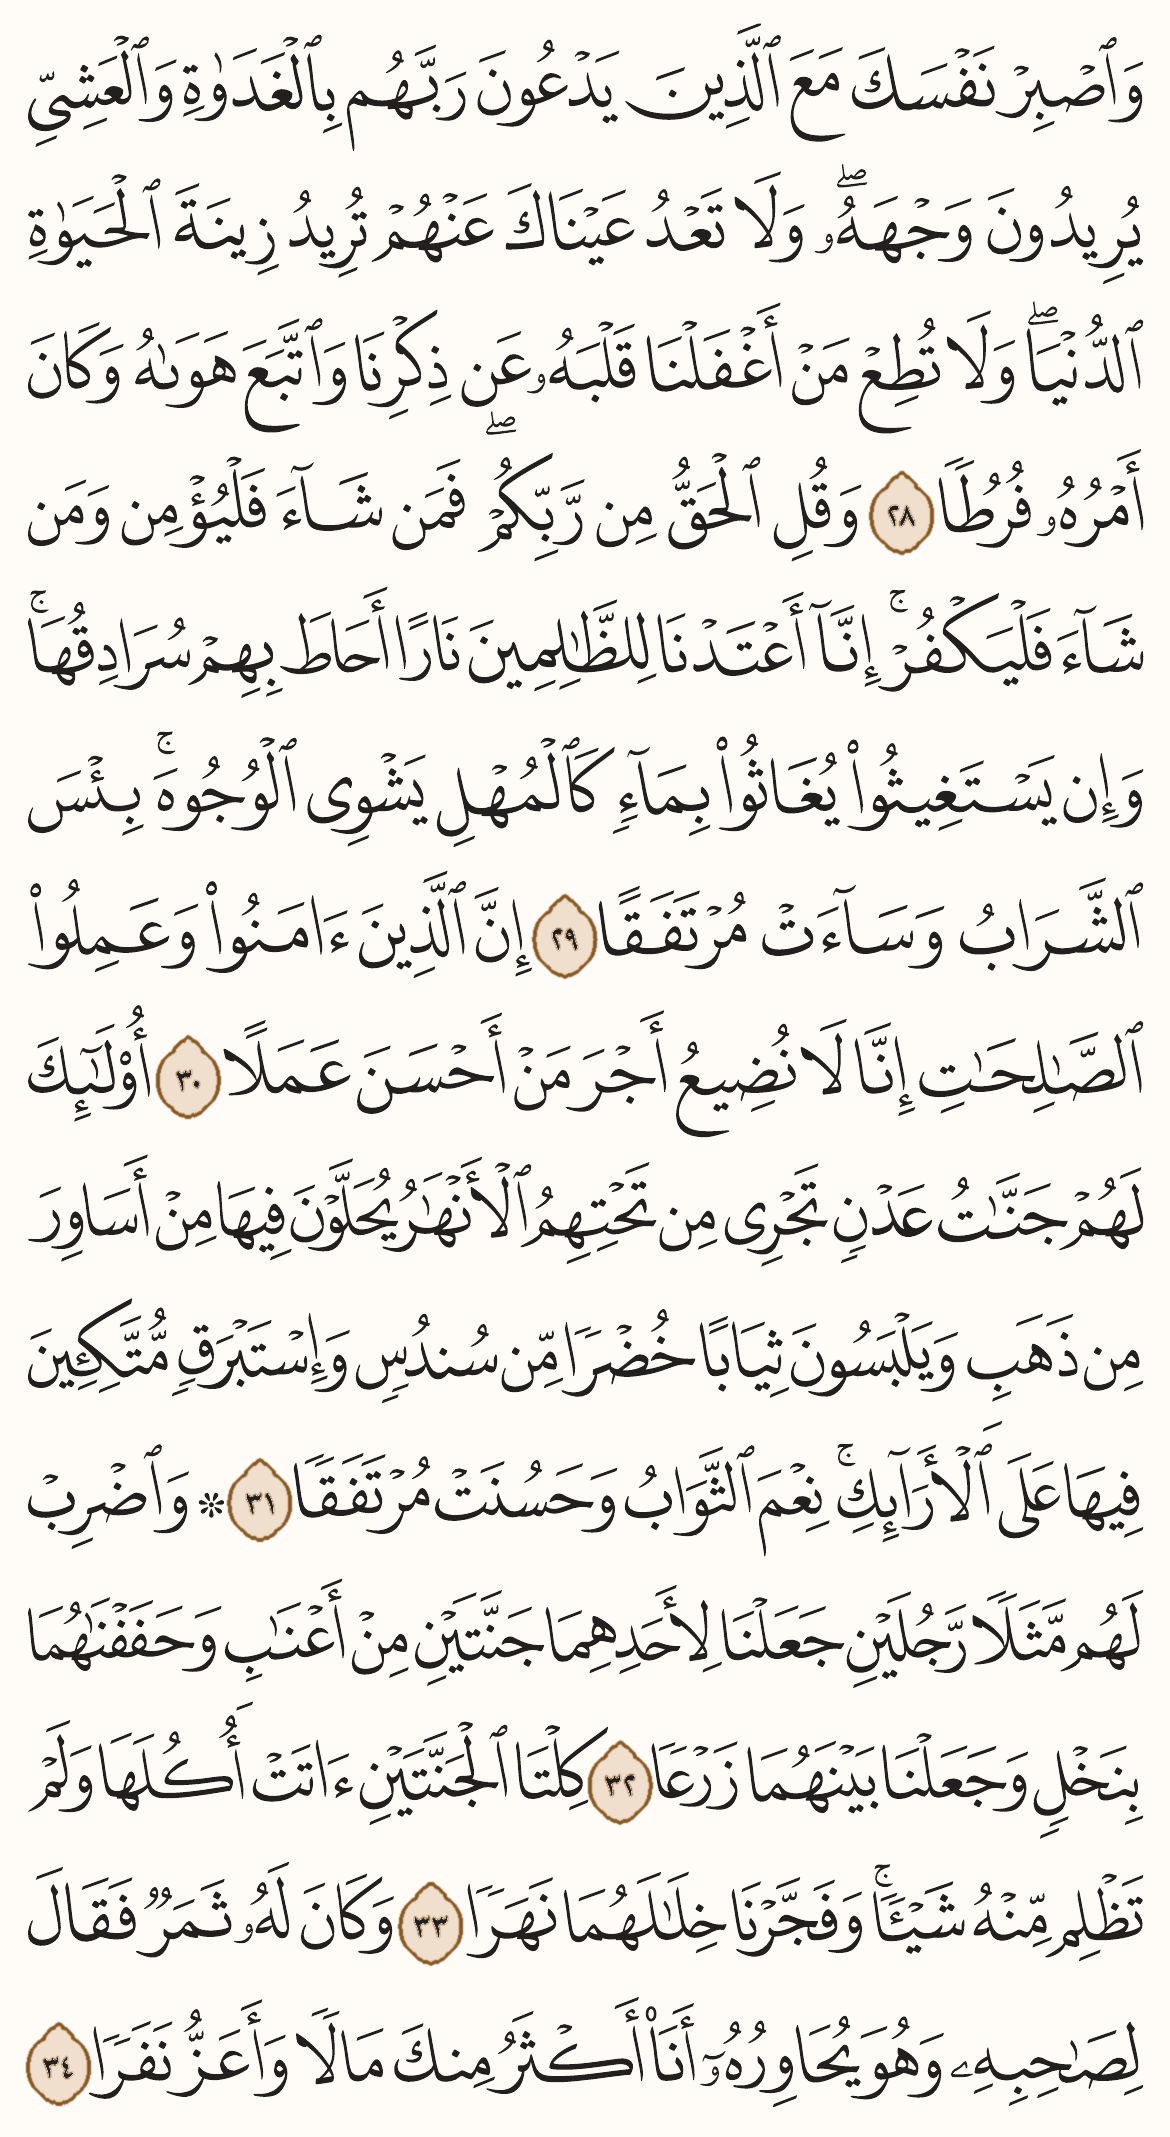 وَٱصۡبِرۡ نَفۡسَكَ مَعَ ٱلَّذِينَ يَدۡعُونَ رَبَّهُم بِٱلۡغَدَوٰةِ وَٱلۡعَشِيِّ
يُرِيدُونَ وَجۡهَهُۥۖ وَلَا تَعۡدُ عَيۡنَاكَ عَنۡهُمۡ تُرِيدُ زِينَةَ ٱلۡحَيَوٰةِ
ٱلدُّنۡيَاۖ وَلَا تُطِعۡ مَنۡ أَغۡفَلۡنَا قَلۡبَهُۥ عَن ذِكۡرِنَا وَٱتَّبَعَ هَوَىٰهُ وَكَانَ
أَمۡرُهُۥ فُرُطٗا ٢٨ وَقُلِ ٱلۡحَقُّ مِن رَّبِّكُمۡۖ فَمَن شَآءَ فَلۡيُؤۡمِن وَمَن
شَآءَ فَلۡيَكۡفُرۡۚ إِنَّآ أَعۡتَدۡنَا لِلظَّٰلِمِينَ نَارًا أَحَاطَ بِهِمۡ سُرَادِقُهَاۚ
وَإِن يَسۡتَغِيثُواْ يُغَاثُواْ بِمَآءٖ كَٱلۡمُهۡلِ يَشۡوِي ٱلۡوُجُوهَۚ بِئۡسَ
ٱلشَّرَابُ وَسَآءَتۡ مُرۡتَفَقًا ٢٩ إِنَّ ٱلَّذِينَ ءَامَنُواْ وَعَمِلُواْ
ٱلصَّٰلِحَٰتِ إِنَّا لَا نُضِيعُ أَجۡرَ مَنۡ أَحۡسَنَ عَمَلًا ٣٠ أُوْلَٰٓئِكَ
لَهُمۡ جَنَّٰتُ عَدۡنٖ تَجۡرِي مِن تَحۡتِهِمُ ٱلۡأَنۡهَٰرُ يُحَلَّوۡنَ فِيهَا مِنۡ أَسَاوِرَ
مِن ذَهَبٖ وَيَلۡبَسُونَ ثِيَابًا خُضۡرٗا مِّن سُندُسٖ وَإِسۡتَبۡرَقٖ مُّتَّكِـِٔينَ
فِيهَا عَلَى ٱلۡأَرَآئِكِۚ نِعۡمَ ٱلثَّوَابُ وَحَسُنَتۡ مُرۡتَفَقٗا ٣١ ۞ وَٱضۡرِبۡ
لَهُم مَّثَلٗا رَّجُلَيۡنِ جَعَلۡنَا لِأَحَدِهِمَا جَنَّتَيۡنِ مِنۡ أَعۡنَٰبٖ وَحَفَفۡنَٰهُمَا
بِنَخۡلٖ وَجَعَلۡنَا بَيۡنَهُمَا زَرۡعٗا ٣٢ كِلۡتَا ٱلۡجَنَّتَيۡنِ ءَاتَتۡ أُكُلَهَا وَلَمۡ
تَظۡلِم مِّنۡهُ شَيۡـٔٗاۚ وَفَجَّرۡنَا خِلَٰلَهُمَا نَهَرٗا ٣٣ وَكَانَ لَهُۥ ثَمَرٞ فَقَالَ
لِصَٰحِبِهِۦ وَهُوَ يُحَاوِرُهُۥٓ أَنَا۠ أَكۡثَرُ مِنكَ مَالٗا وَأَعَزُّ نَفَرٗا ٣٤